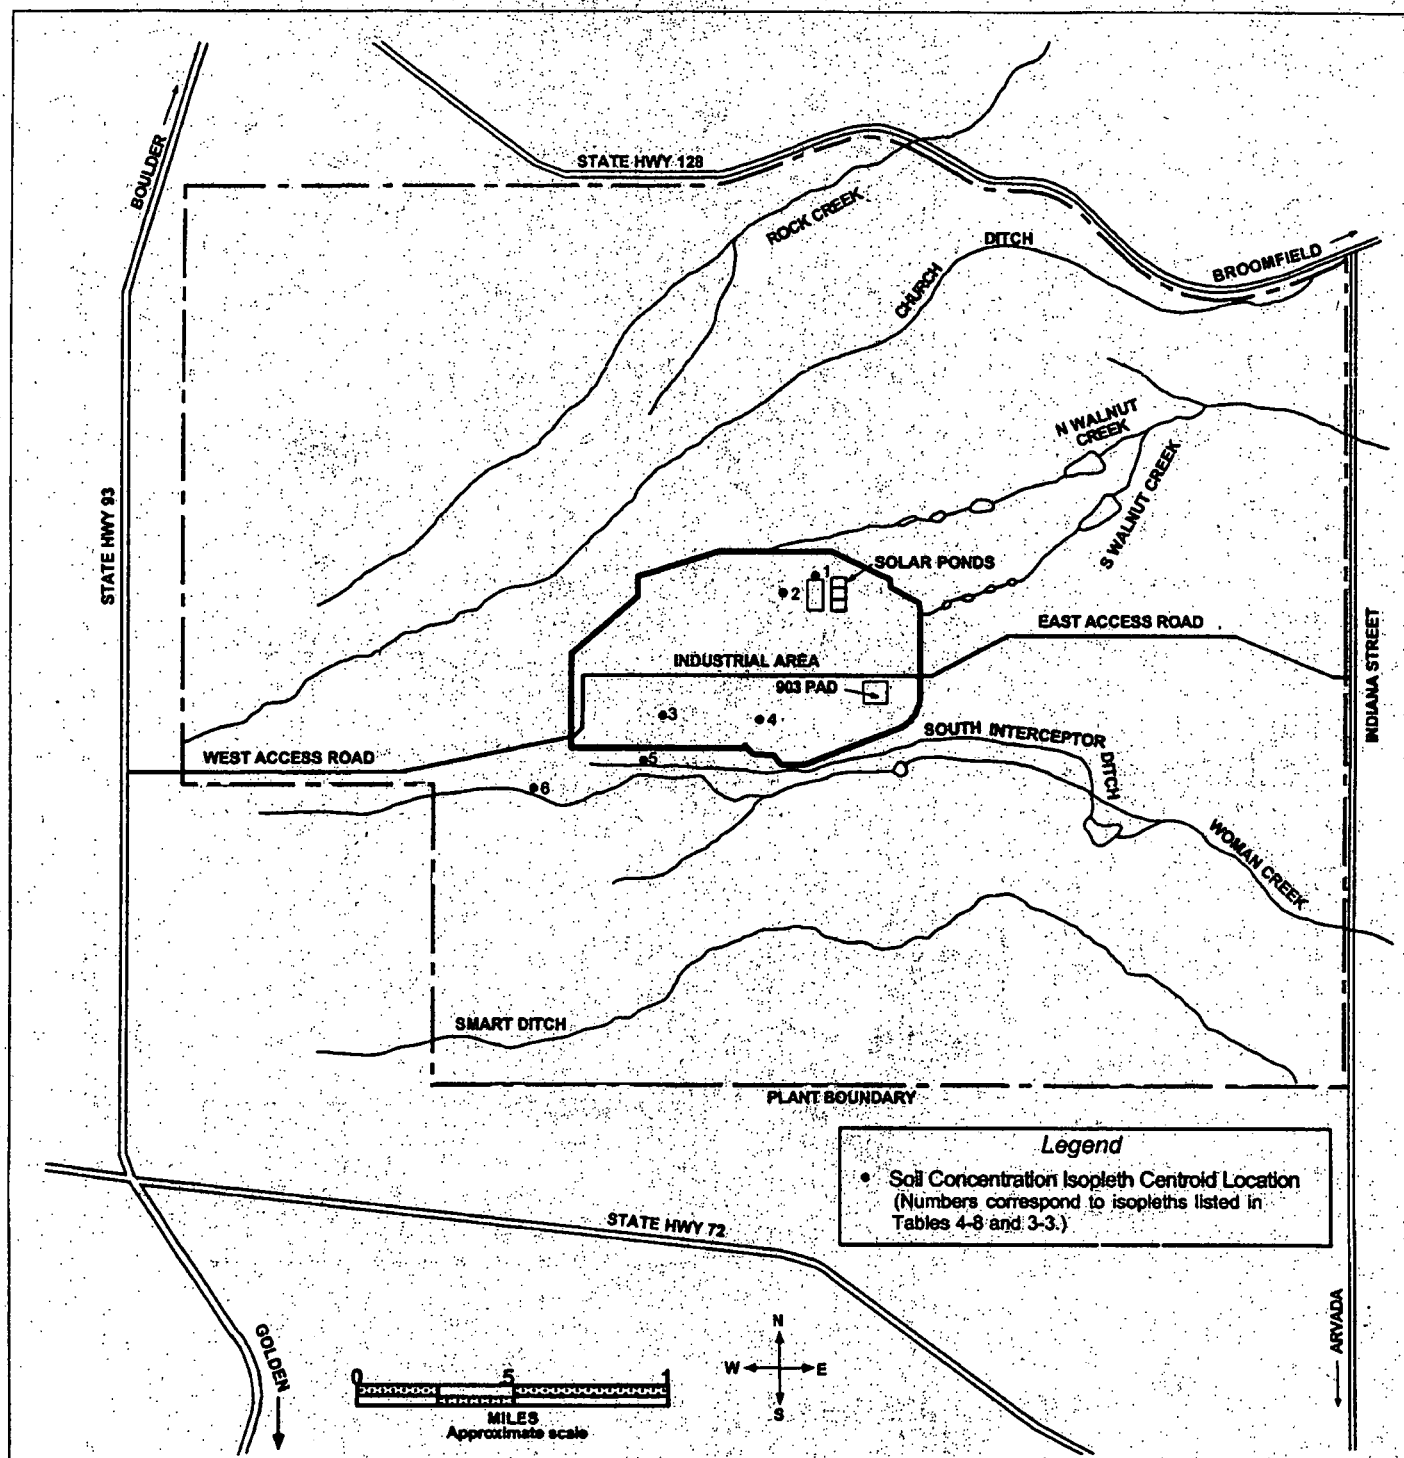 BOULDER
STATE HWY 128
ROCK CREEK
DITCH
CHURCH
BROOMFIELD
N WALNUT
CREEK
S WALNUT CREEK
STATE HWY 93
1
SOLAR PONDS
2
EAST ACCESS ROAD
INDUSTRIAL AREA
903 PAD
INDIANA STREET
3
4
SOUTH INTERCEPTOR
DITCH
WEST ACCESS ROAD
5
6
WOMAN CREEK
SMART DITCH
PLANT BOUNDARY
Legend
Soil Concentration Isopleth Centroid Location
(Numbers correspond to isopleths listed in
Tables 4-8 and 3-3.)
STATE HWY 72
GOLDEN
ARVADA
N
W E
S
0 .5 1
MILES
Approximate scale